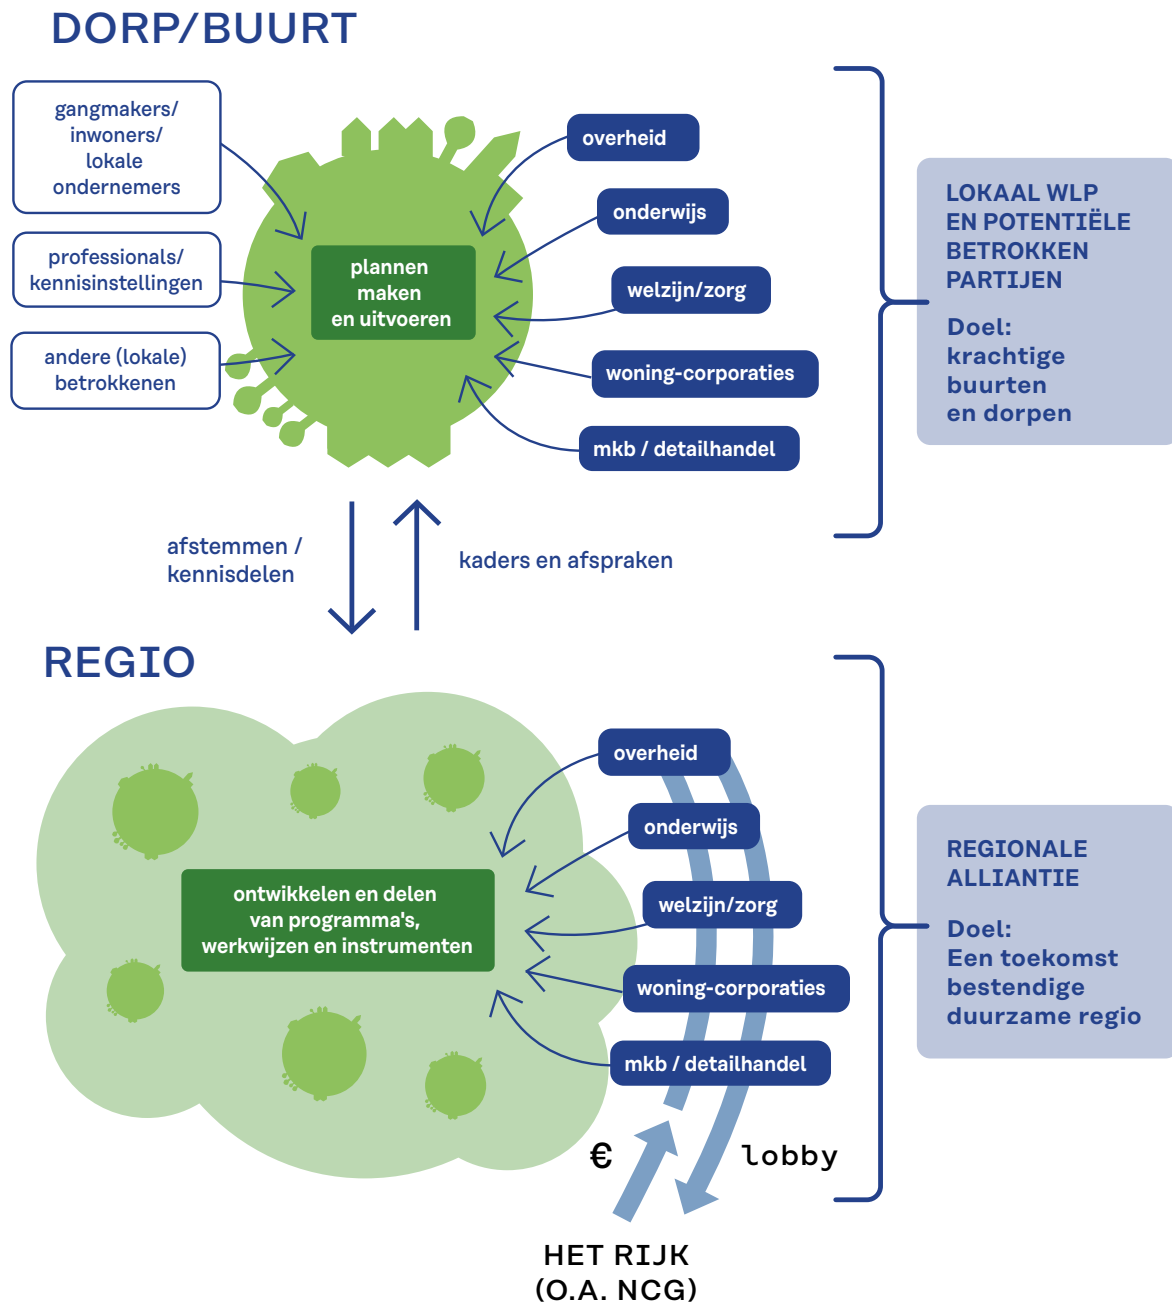 DORP/BUURT
gangmakers/
inwoners/
lokale
ondernemers
professionals/
kennisinstellingen
andere (lokale)
betrokkenen
plannen
maken
en uitvoeren
overheid
onderwijs
welzijn/zorg
woning-corporaties
mkb / detailhandel
LOKAAL WLP
EN POTENTIËLE
BETROKKEN
PARTIJEN
Doel:
krachtige
buurten
en dorpen
afstemmen /
kennisdelen
kaders en afspraken
REGIO
ontwikkelen en delen
van programma's,
werkwijzen en instrumenten
overheid
onderwijs
welzijn/zorg
woning-corporaties
mkb / detailhandel
REGIONALE
ALLIANTIE
Doel:
Een toekomst
bestendige
duurzame regio
€
lobby
HET RIJK
(O.A. NCG)